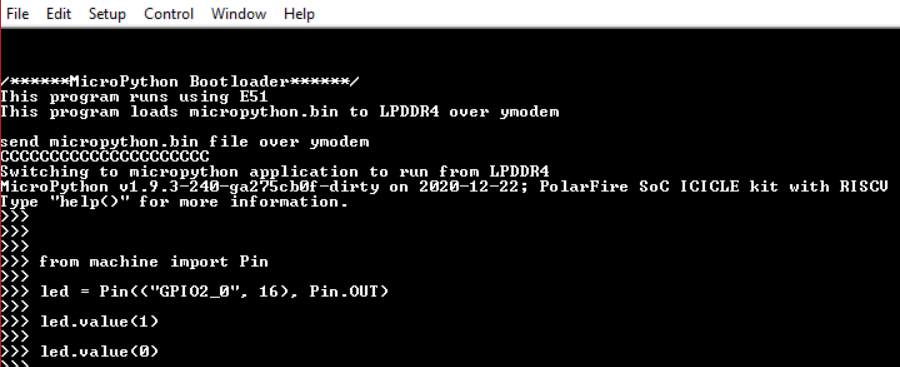 File Edit Setup Control Window Help
/******MicroPython Bootloader******/
This program runs using E51
This program loads micropython.bin to LPDDR4 over ymodem
send micropython.bin file over ymodem
CCCCCCCCCCCCCCCCCCCCC
Switching to micropython application to run from LPDDR4
MicroPython v1.9.3-240-ga275cb0f-dirty on 2020-12-22; PolarFire SoC ICICLE kit with RISCV
Type "help()" for more information.
>>>
>>>
>>>
>>> from machine import Pin
>>>
>>> led = Pin(("GPIO2_0", 16), Pin.OUT)
>>>
>>> led.value(1)
>>>
>>> led.value(0)
>>>